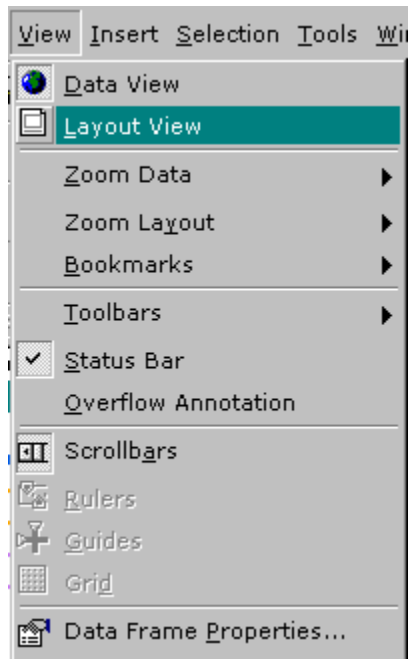 View Insert Selection Tools Wi
Data View
Layout View
Zoom Data
Zoom Layout
Bookmarks
Toolbars
Status Bar
Overflow Annotation
Scrollbars
Rulers
Guides
Grid
Data Frame Properties...